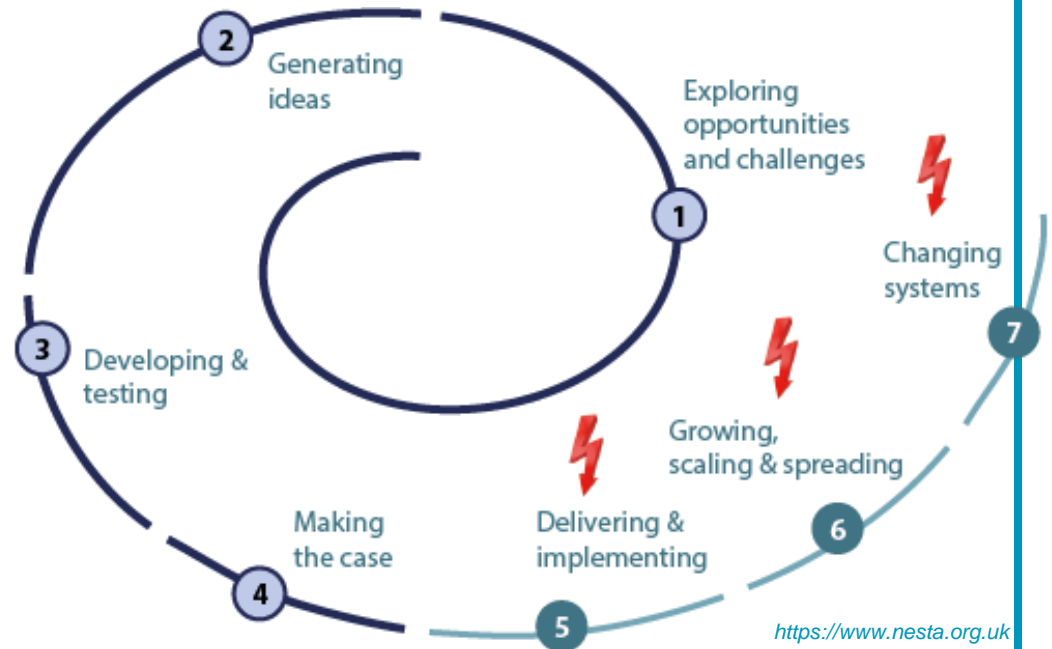 1
Exploring
opportunities
and challenges
2
Generating
ideas
3
Developing &
testing
4
Making
the case
5
Delivering &
implementing
6
Growing,
scaling & spreading
7
Changing
systems
https://www.nesta.org.uk